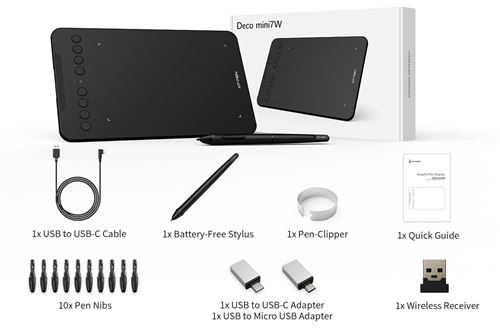 Deco mini7W
1x USB to USB-C Cable
1x Battery-Free Stylus
1x Pen-Clipper
1x Quick Guide
10x Pen Nibs
1x USB to USB-C Adapter
1x USB to Micro USB Adapter
1x Wireless Receiver